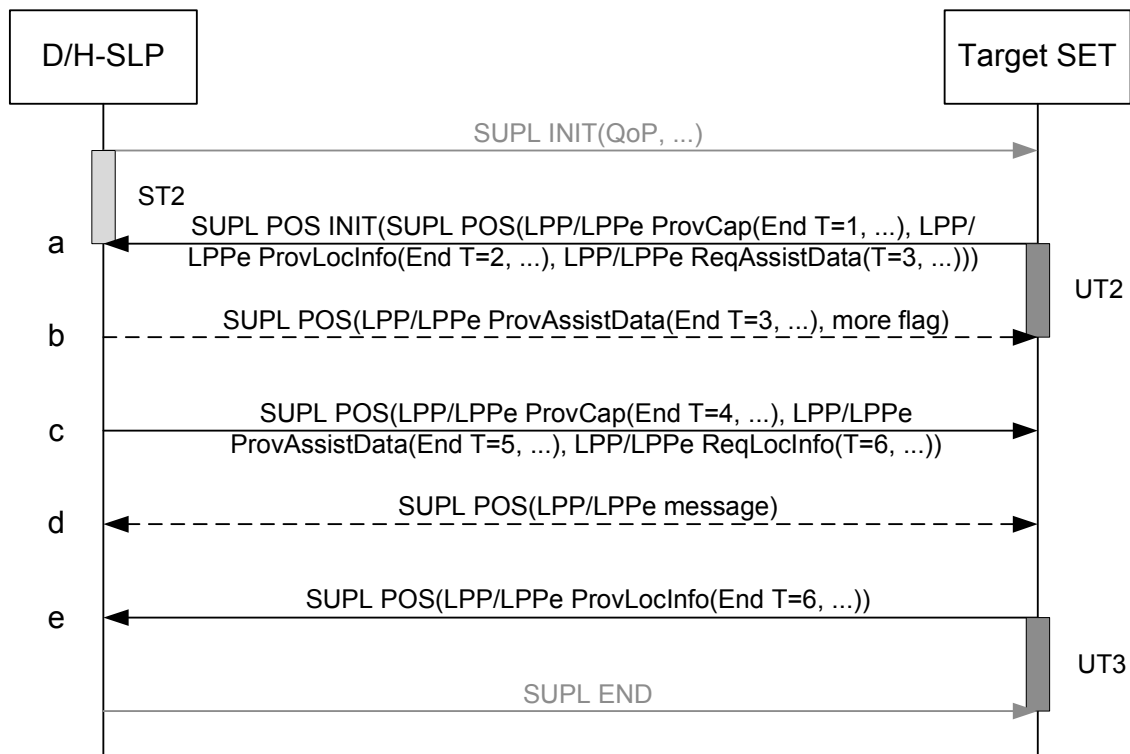 D/H-SLP
Target SET
SUPL INIT(QoP, ...)
ST2
a
SUPL POS INIT(SUPL POS(LPP/LPPe ProvCap(End T=1, ...), LPP/
LPPe ProvLocInfo(End T=2, ...), LPP/LPPe ReqAssistData(T=3, ...)))
UT2
b
SUPL POS(LPP/LPPe ProvAssistData(End T=3, ...), more flag)
c
SUPL POS(LPP/LPPe ProvCap(End T=4, ...), LPP/LPPe
ProvAssistData(End T=5, ...), LPP/LPPe ReqLocInfo(T=6, ...))
d
SUPL POS(LPP/LPPe message)
e
SUPL POS(LPP/LPPe ProvLocInfo(End T=6, ...))
UT3
SUPL END